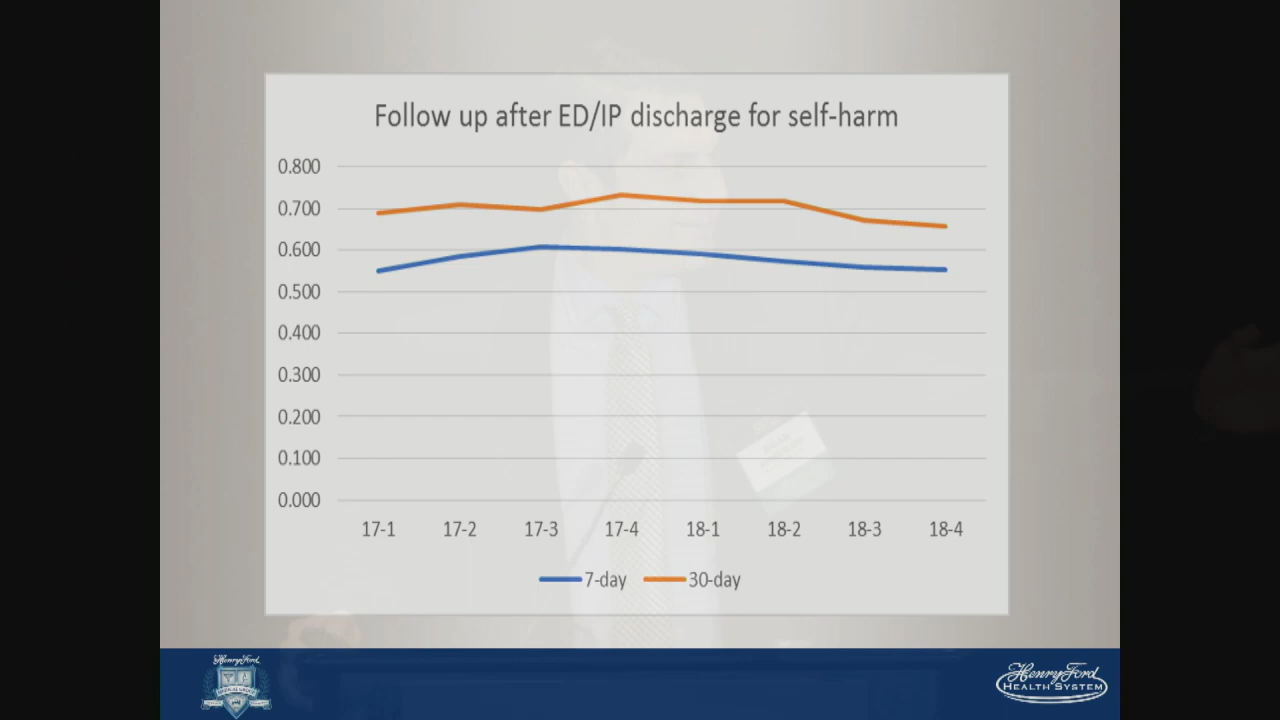 Follow up after ED/IP discharge for self-harm
0.800
0.700
0.600
0.500
0.400
0.300
0.200
0.100
0.000
17-1 17-2 17-3 17-4 18-1 18-2 18-3 18-4
7-day 30-day
Henry Ford
Henry Ford
HEALTH SYSTEM